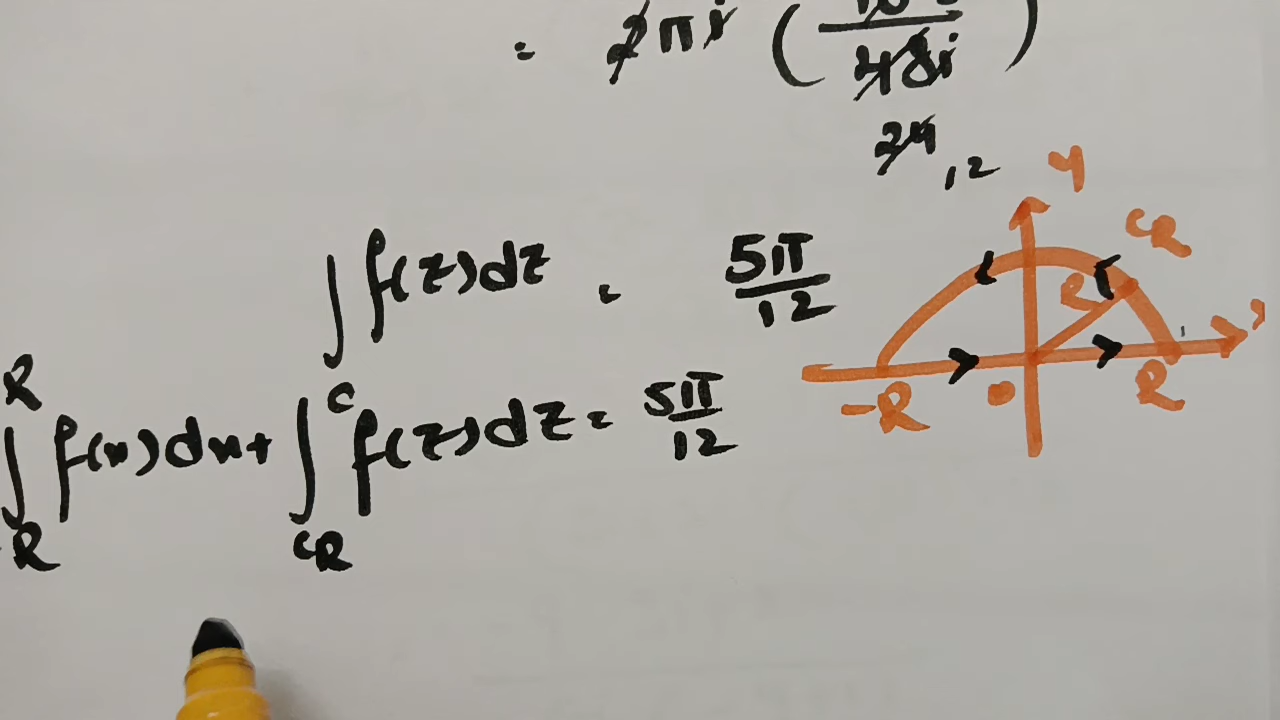 = 2πi ( / 48i )
24 12
∫ f(z)dz = 5π/12
C
R
∫ f(x)dx + ∫ f(z)dz = 5π/12
-R CR
y
CR
R
x
-R 0 R